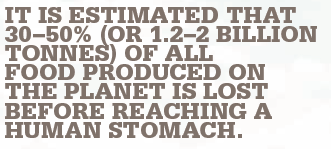 IT IS ESTIMATED THAT
30–50% (OR 1.2–2 BILLION
TONNES) OF ALL
FOOD PRODUCED ON
THE PLANET IS LOST
BEFORE REACHING A
HUMAN STOMACH.